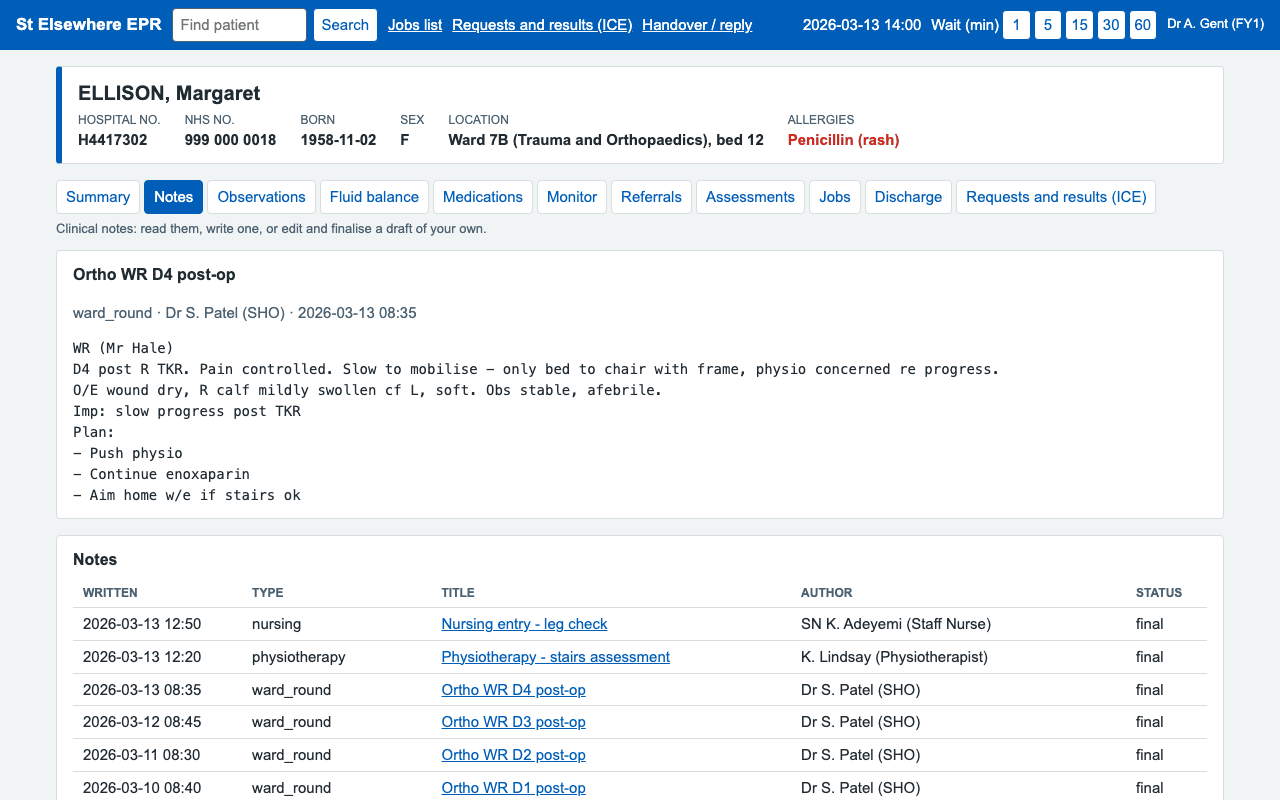 St Elsewhere EPR Find patient Search Jobs list Requests and results (ICE) Handover / reply 2026-03-13 14:00 Wait (min) 1 5 15 30 60 Dr A. Gent (FY1)
ELLISON, Margaret
HOSPITAL NO. NHS NO. BORN SEX LOCATION ALLERGIES
H4417302 999 000 0018 1958-11-02 F Ward 7B (Trauma and Orthopaedics), bed 12 Penicillin (rash)
Summary Notes Observations Fluid balance Medications Monitor Referrals Assessments Jobs Discharge Requests and results (ICE)
Clinical notes: read them, write one, or edit and finalise a draft of your own.
Ortho WR D4 post-op
ward_round · Dr S. Patel (SHO) · 2026-03-13 08:35
WR (Mr Hale)
D4 post R TKR. Pain controlled. Slow to mobilise – only bed to chair with frame, physio concerned re progress.
O/E wound dry, R calf mildly swollen cf L, soft. Obs stable, afebrile.
Imp: slow progress post TKR
Plan:
– Push physio
– Continue enoxaparin
– Aim home w/e if stairs ok
Notes
WRITTEN TYPE TITLE AUTHOR STATUS
2026-03-13 12:50 nursing Nursing entry - leg check SN K. Adeyemi (Staff Nurse) final
2026-03-13 12:20 physiotherapy Physiotherapy - stairs assessment K. Lindsay (Physiotherapist) final
2026-03-13 08:35 ward_round Ortho WR D4 post-op Dr S. Patel (SHO) final
2026-03-12 08:45 ward_round Ortho WR D3 post-op Dr S. Patel (SHO) final
2026-03-11 08:30 ward_round Ortho WR D2 post-op Dr S. Patel (SHO) final
2026-03-10 08:40 ward_round Ortho WR D1 post-op Dr S. Patel (SHO) final